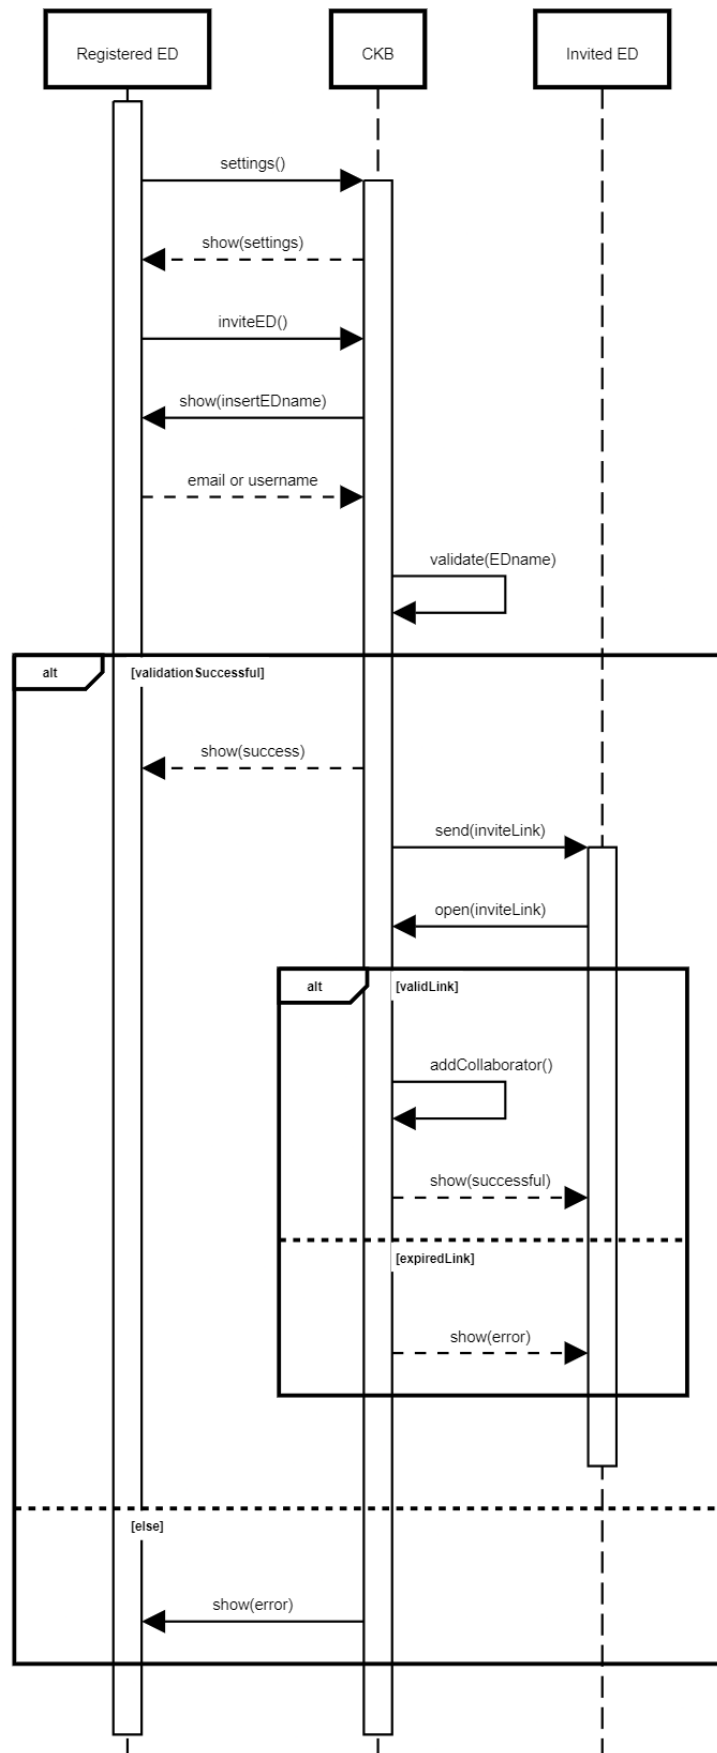 Registered ED
CKB
Invited ED
settings()
show(settings)
inviteED()
show(insertEDname)
email or username
validate(EDname)
alt
[validationSuccessful]
show(success)
send(inviteLink)
open(inviteLink)
alt
[validLink]
addCollaborator()
show(successful)
[expiredLink]
show(error)
[else]
show(error)